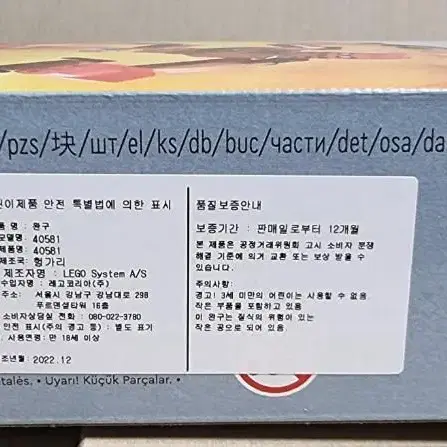 /pzs/块/шт/el/ks/db/buc/части/det/osa/da
린이제품 안전 특별법에 의한 표시
품명 : 완구
모델명: 40581
제품명: 40581
제조국: 헝가리
제조자명 : LEGO System A/S
수입자명 : 레고코리아(주)
주소: 서울시 강남구 강남대로 298
푸르덴셜타워 16층
소비자상담실 전화 : 080-022-3780
안전 표시(주의 경고 등) : 별도 표기
사용연령: 만 18세 이상
조년월: 2022.12
품질보증안내
보증기간 : 판매일로부터 12개월
본 제품은 공정거래위원회 고시 소비자 분쟁
해결 기준에 의거 교환 또는 보상 받을 수
있습니다.
주의사항:
경고! 3세 미만의 어린이는 사용할 수 없음.
작은 부품을 포함하고 있음.
이 완구는 질식의 위험이 있는
작은 공으로 되어 있음.
ntales. • Uyarı! Küçük Parçalar. •